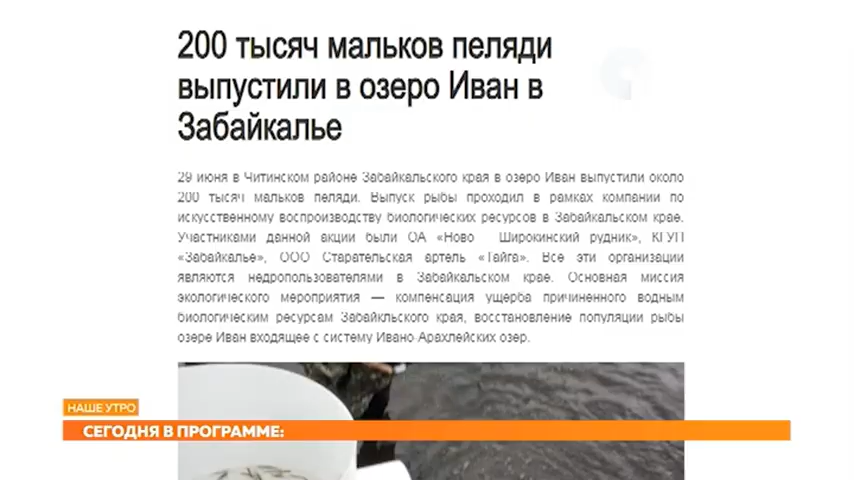 200 тысяч мальков пеляди
выпустили в озеро Иван в
Забайкалье
29 июня в Читинском районе Забайкальского края в озеро Иван выпустили около
200 тысяч мальков пеляди. Выпуск рыбы проходил в рамках компании по
искусственному воспроизводству биологических ресурсов в Забайкальском крае.
Участниками данной акции были ОА «Ново Широкинский рудник», КГУП
«Забайкалье», ООО Старательская артель «Тайга». Все эти организации
являются недропользователями в Забайкальском крае. Основная миссия
экологического мероприятия — компенсация ущерба причиненного водным
биологическим ресурсам Забайкльского края, восстановление популяции рыбы
озере Иван входящее с систему Ивано-Арахлейских озер.
НАШЕ УТРО
СЕГОДНЯ В ПРОГРАММЕ: